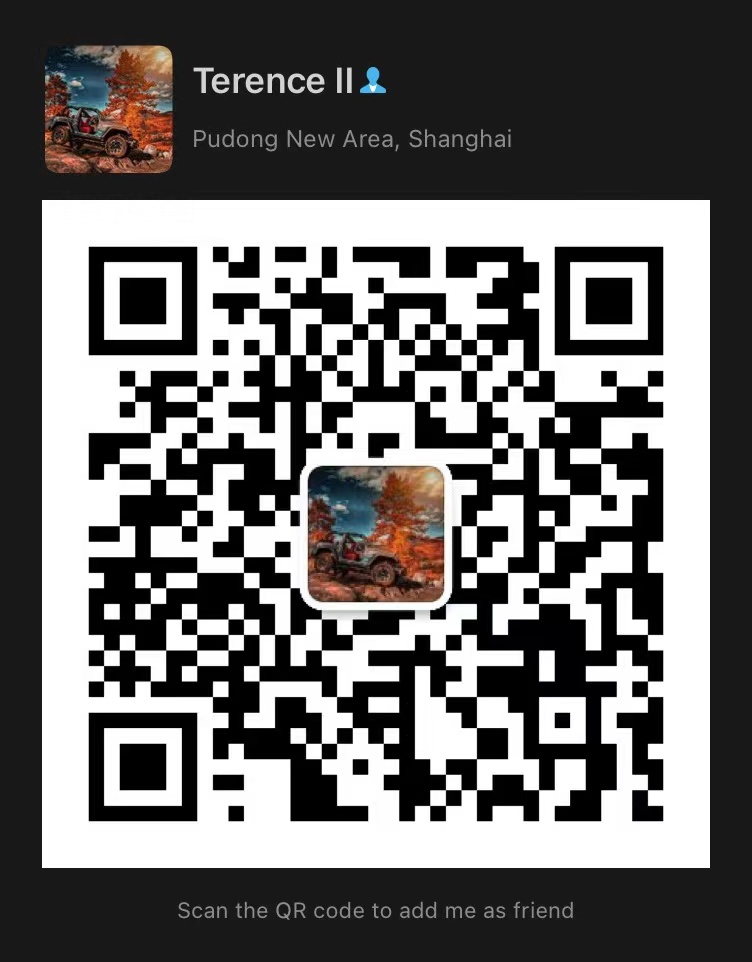 Terence II
Pudong New Area, Shanghai
Scan the QR code to add me as friend